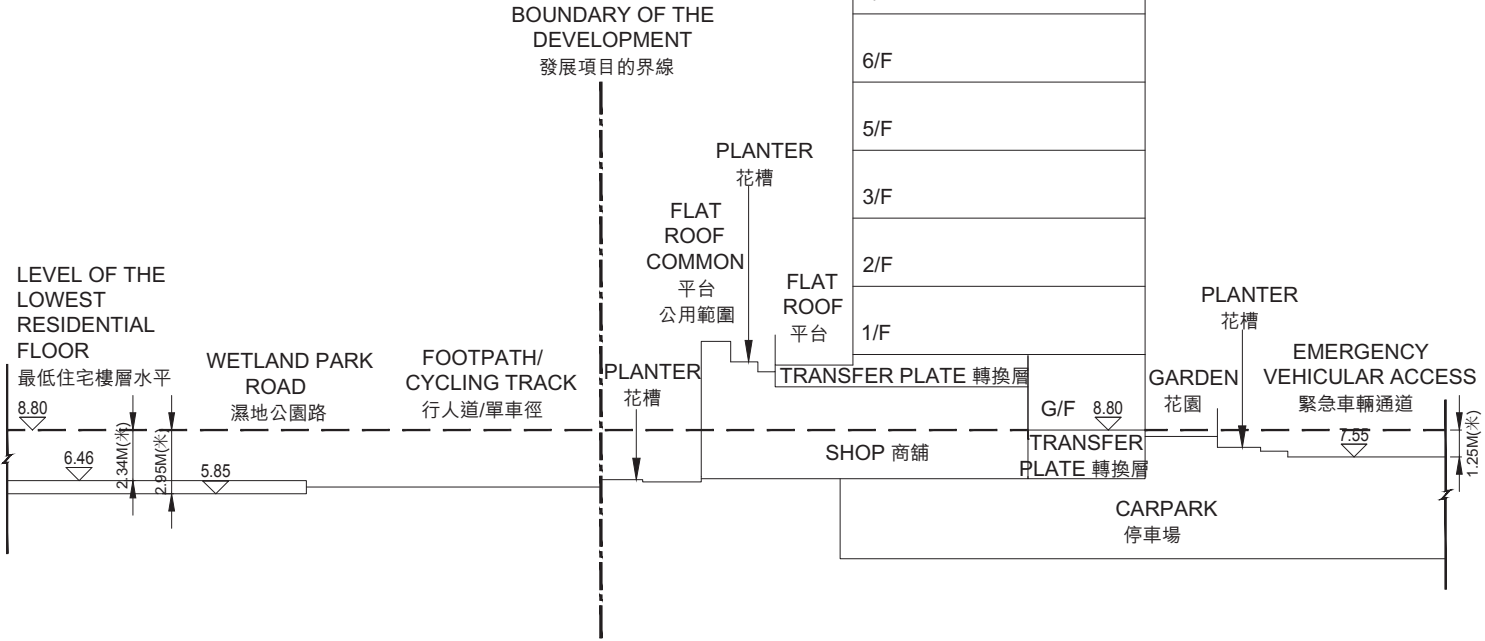 BOUNDARY OF THE
DEVELOPMENT
發展項目的界線
6/F
5/F
3/F
2/F
1/F
PLANTER
花槽
FLAT
ROOF
COMMON
平台
公用範圍
FLAT
ROOF
平台
LEVEL OF THE
LOWEST
RESIDENTIAL
FLOOR
最低住宅樓層水平
8.80
WETLAND PARK
ROAD
濕地公園路
FOOTPATH/
CYCLING TRACK
行人道/單車徑
PLANTER
花槽
TRANSFER PLATE 轉換層
G/F 8.80
SHOP 商舖
TRANSFER
PLATE 轉換層
GARDEN
花園
PLANTER
花槽
EMERGENCY
VEHICULAR ACCESS
緊急車輛通道
7.55
1.25M(米)
6.46
2.34M(米)
2.95M(米)
5.85
CARPARK
停車場